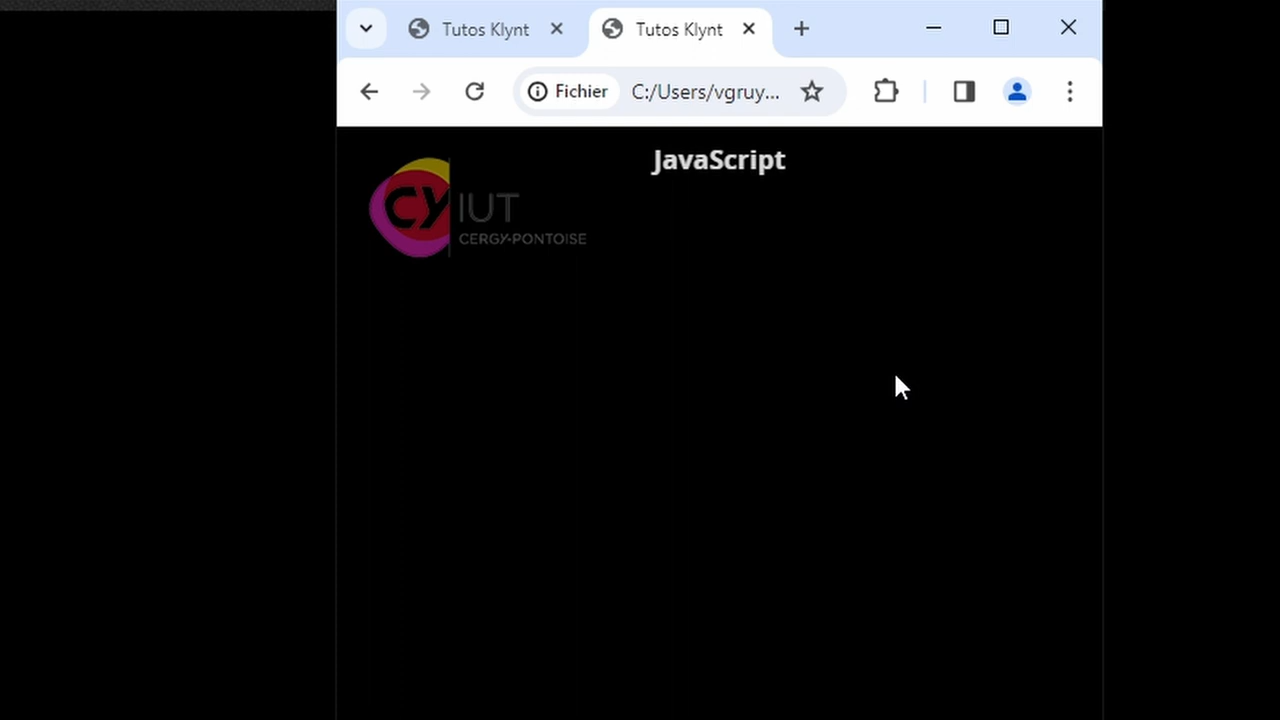 Tutos Klynt
Tutos Klynt
Fichier
C:/Users/vgruy...
JavaScript
CY
IUT
CERGY-PONTOISE